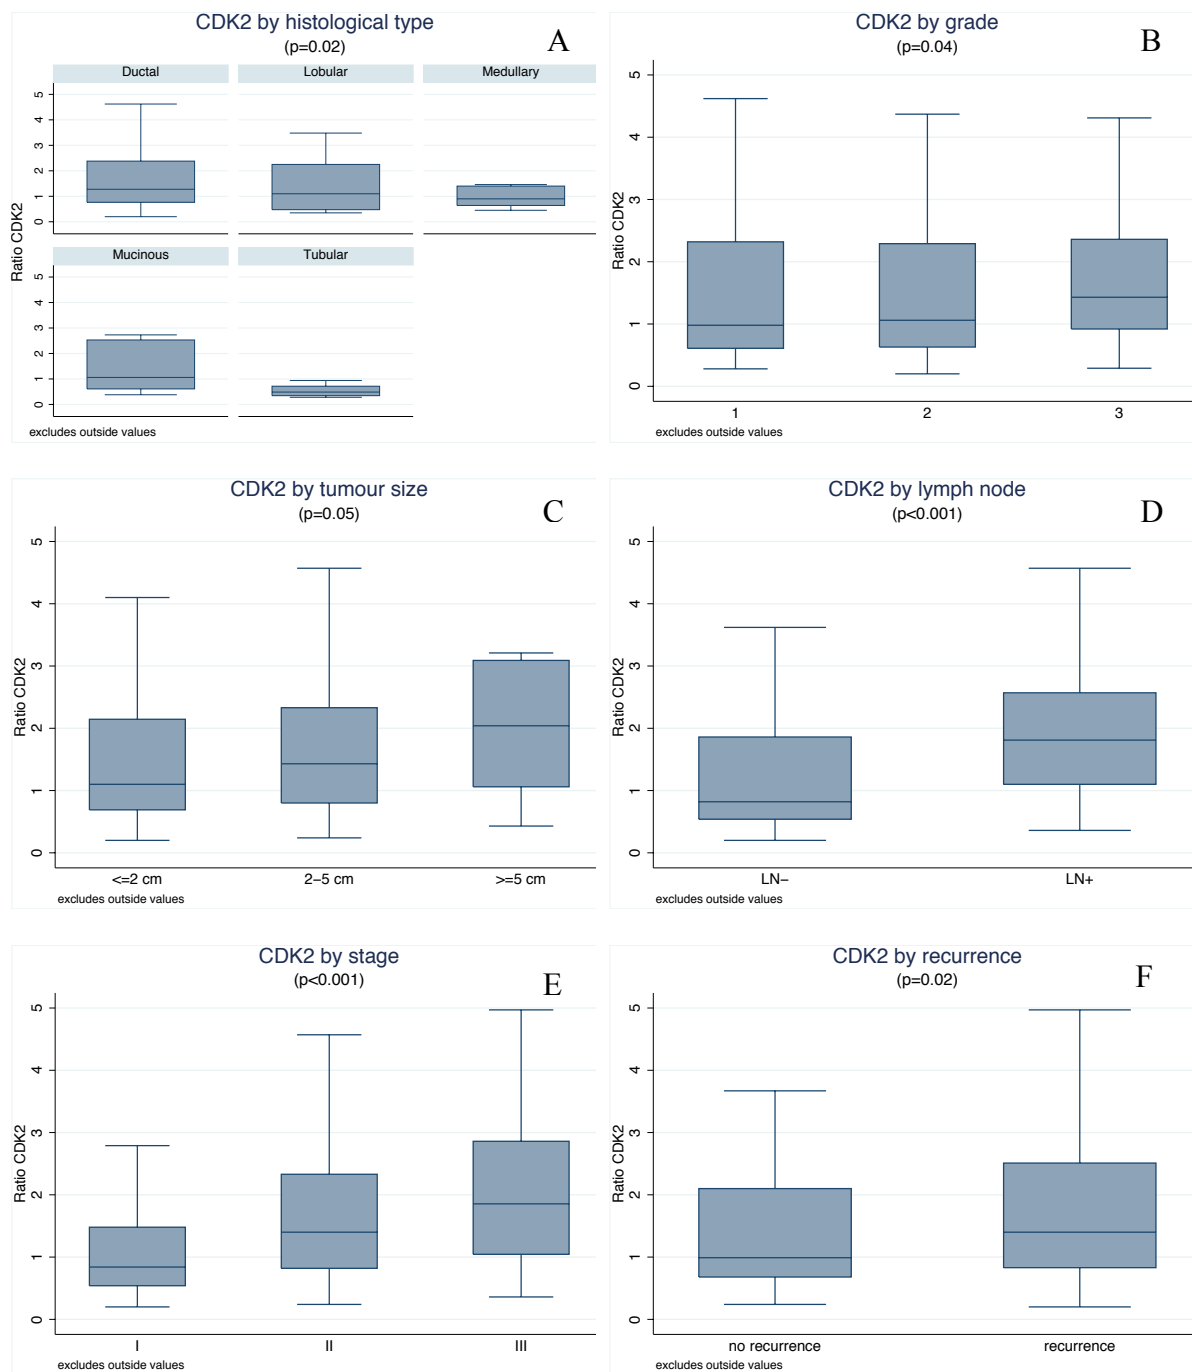 CDK2 by histological type
(p=0.02)
A
Ductal
Lobular
Medullary
5
4
3
2
1
0
Mucinous
Tubular
5
4
3
2
1
0
Ratio CDK2
excludes outside values
CDK2 by grade
(p=0.04)
B
5
4
3
2
1
0
Ratio CDK2
1
2
3
excludes outside values
CDK2 by tumour size
(p=0.05)
C
5
4
3
2
1
0
Ratio CDK2
<=2 cm
2−5 cm
>=5 cm
excludes outside values
CDK2 by lymph node
(p<0.001)
D
5
4
3
2
1
0
Ratio CDK2
LN−
LN+
excludes outside values
CDK2 by stage
(p<0.001)
E
5
4
3
2
1
0
Ratio CDK2
I
II
III
excludes outside values
CDK2 by recurrence
(p=0.02)
F
5
4
3
2
1
0
Ratio CDK2
no recurrence
recurrence
excludes outside values